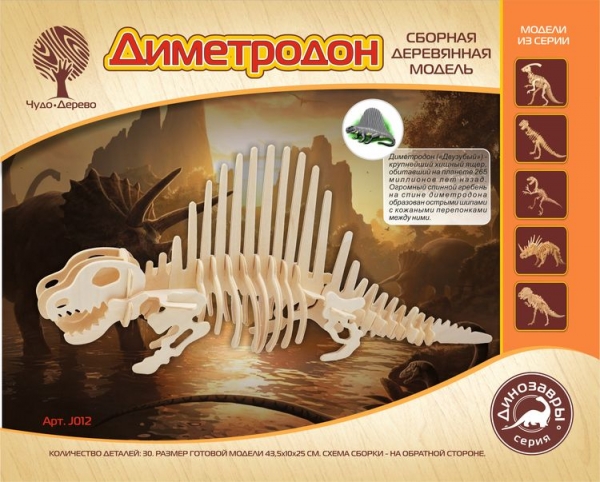 Чудо-Дерево
Диметродон
СБОРНАЯ
ДЕРЕВЯННАЯ
МОДЕЛЬ
МОДЕЛИ
ИЗ СЕРИИ
Диметродон («Двузубый») -
крупнейший хищный ящер,
обитавший на планете 265
миллионов лет назад.
Огромный спинной гребень
на спине диметродона
образован острыми шипами
с кожаными перепонками
между ними.
Арт. J012
Динозавры
серия
КОЛИЧЕСТВО ДЕТАЛЕЙ: 30. РАЗМЕР ГОТОВОЙ МОДЕЛИ 43,5х10х25 СМ. СХЕМА СБОРКИ - НА ОБРАТНОЙ СТОРОНЕ.